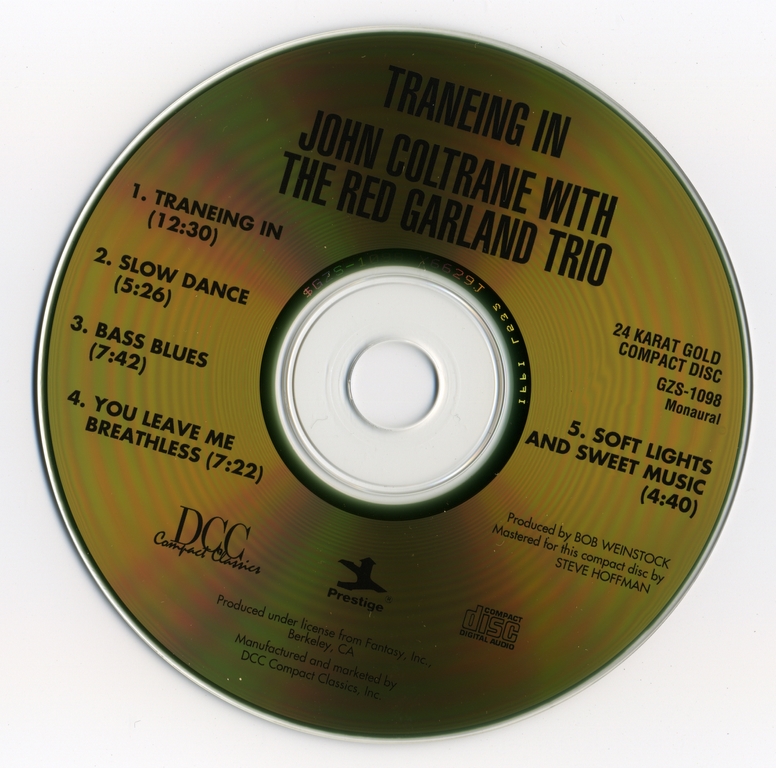 TRANEING IN
JOHN COLTRANE WITH
THE RED GARLAND TRIO
1. TRANEING IN
(12:30)
2. SLOW DANCE
(5:26)
3. BASS BLUES
(7:42)
4. YOU LEAVE ME
BREATHLESS (7:22)
24 KARAT GOLD
COMPACT DISC
GZS-1098
Monaural
5. SOFT LIGHTS
AND SWEET MUSIC
(4:40)
Produced by BOB WEINSTOCK
Mastered for this compact disc by
STEVE HOFFMAN
DCC
Compact Classics
Prestige
COMPACT
disc
DIGITAL AUDIO
Produced under license from Fantasy, Inc.,
Berkeley, CA
Manufactured and marketed by
DCC Compact Classics, Inc.